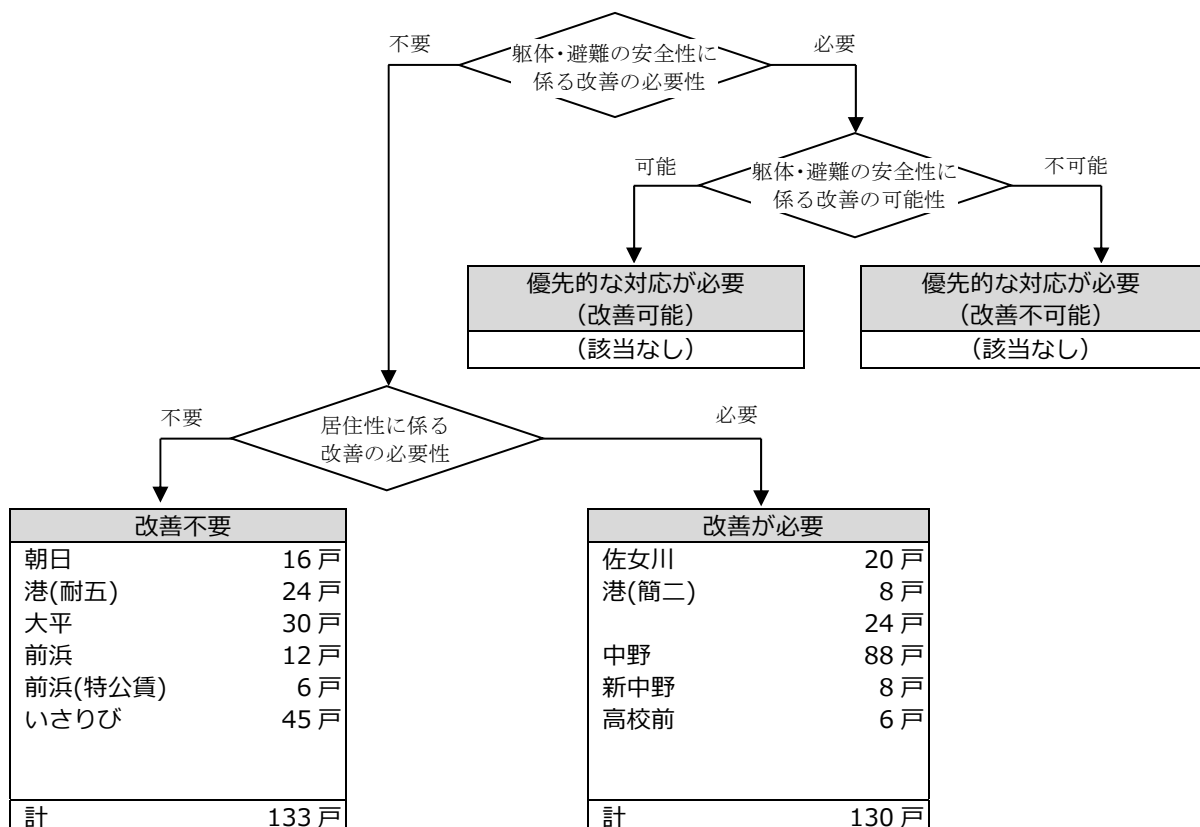 不要
躯体・避難の安全性に
係る改善の必要性
必要
可能
躯体・避難の安全性に
係る改善の可能性
不可能
優先的な対応が必要
（改善可能）
（該当なし）
優先的な対応が必要
（改善不可能）
（該当なし）
不要
居住性に係る
改善の必要性
必要
改善不要
朝日 16戸
港(耐五) 24戸
大平 30戸
前浜 12戸
前浜(特公賃) 6戸
いさりび 45戸
計 133戸
改善が必要
佐女川 20戸
港(簡二) 8戸
24戸
中野 88戸
新中野 8戸
高校前 6戸
計 130戸